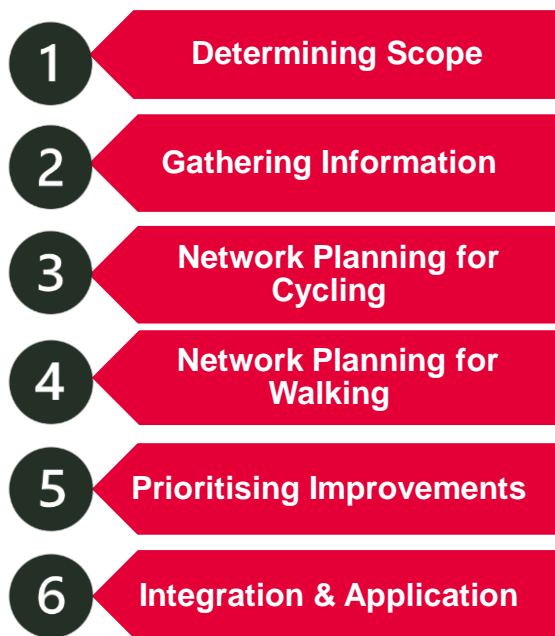 1
Determining Scope
2
Gathering Information
3
Network Planning for
Cycling
4
Network Planning for
Walking
5
Prioritising Improvements
6
Integration & Application